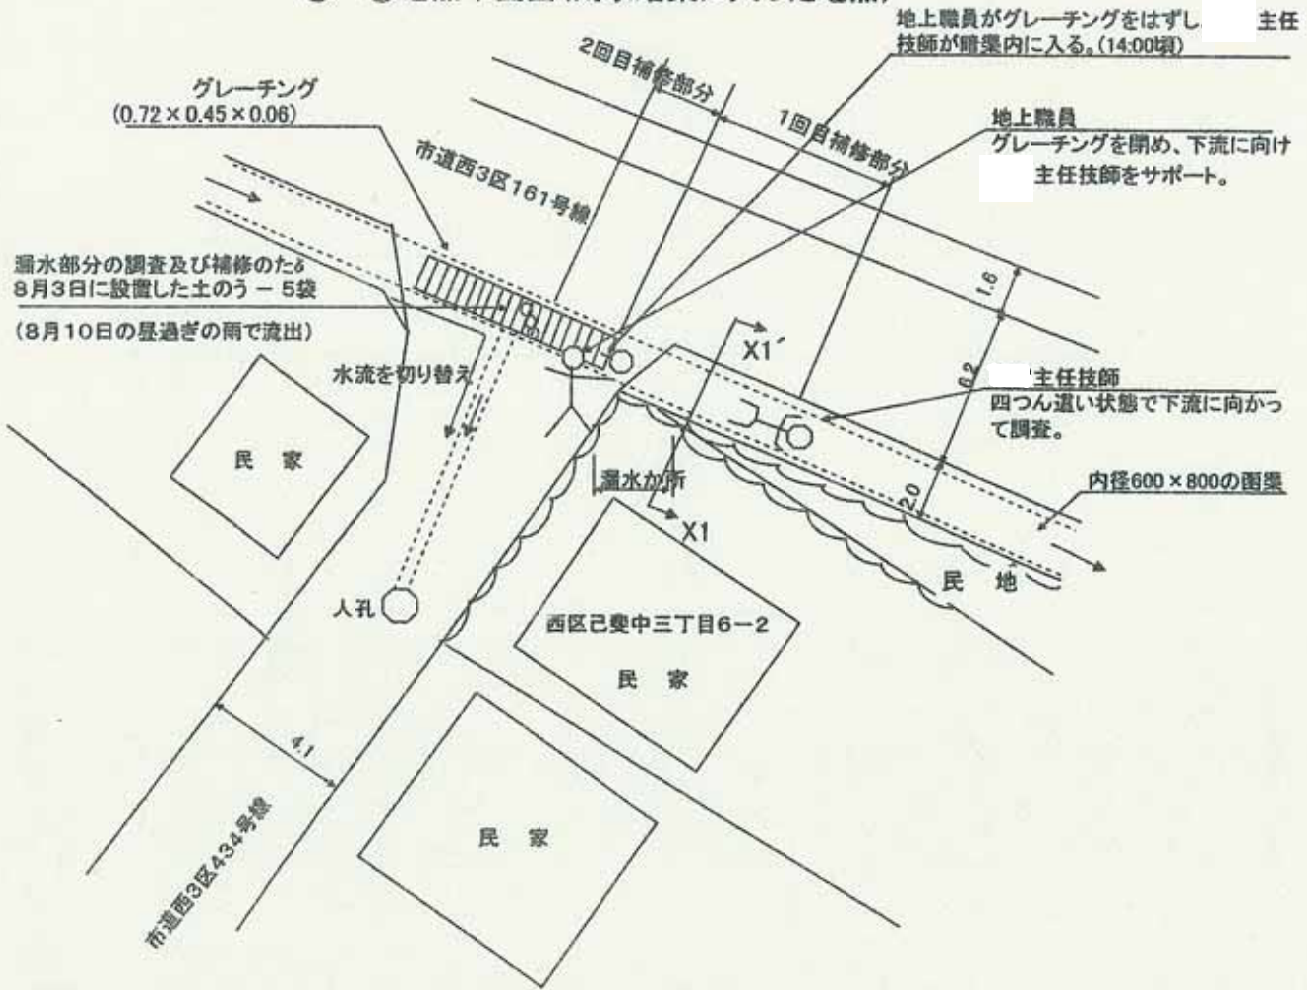 地上職員がグレーチングをはずし 主任
技師が暗渠内に入る。(14:00頃)
2回目補修部分
グレーチング
(0.72×0.45×0.06)
地上職員
グレーチングを閉め、下流に向け
主任技師をサポート。
1回目補修部分
市道西3区161号線
漏水部分の調査及び補修のため
8月3日に設置した土のう - 5袋
(8月10日の昼過ぎの雨で流出)
1.6
X1´
水流を切り替え
6.2
主任技師
四つん這い状態で下流に向かっ
て調査。
民 家
漏水か所
内径600×800の函渠
2.0
X1
民 地
人孔
西区己斐中三丁目6-2
民 家
4.1
民 家
市道西3区434号線